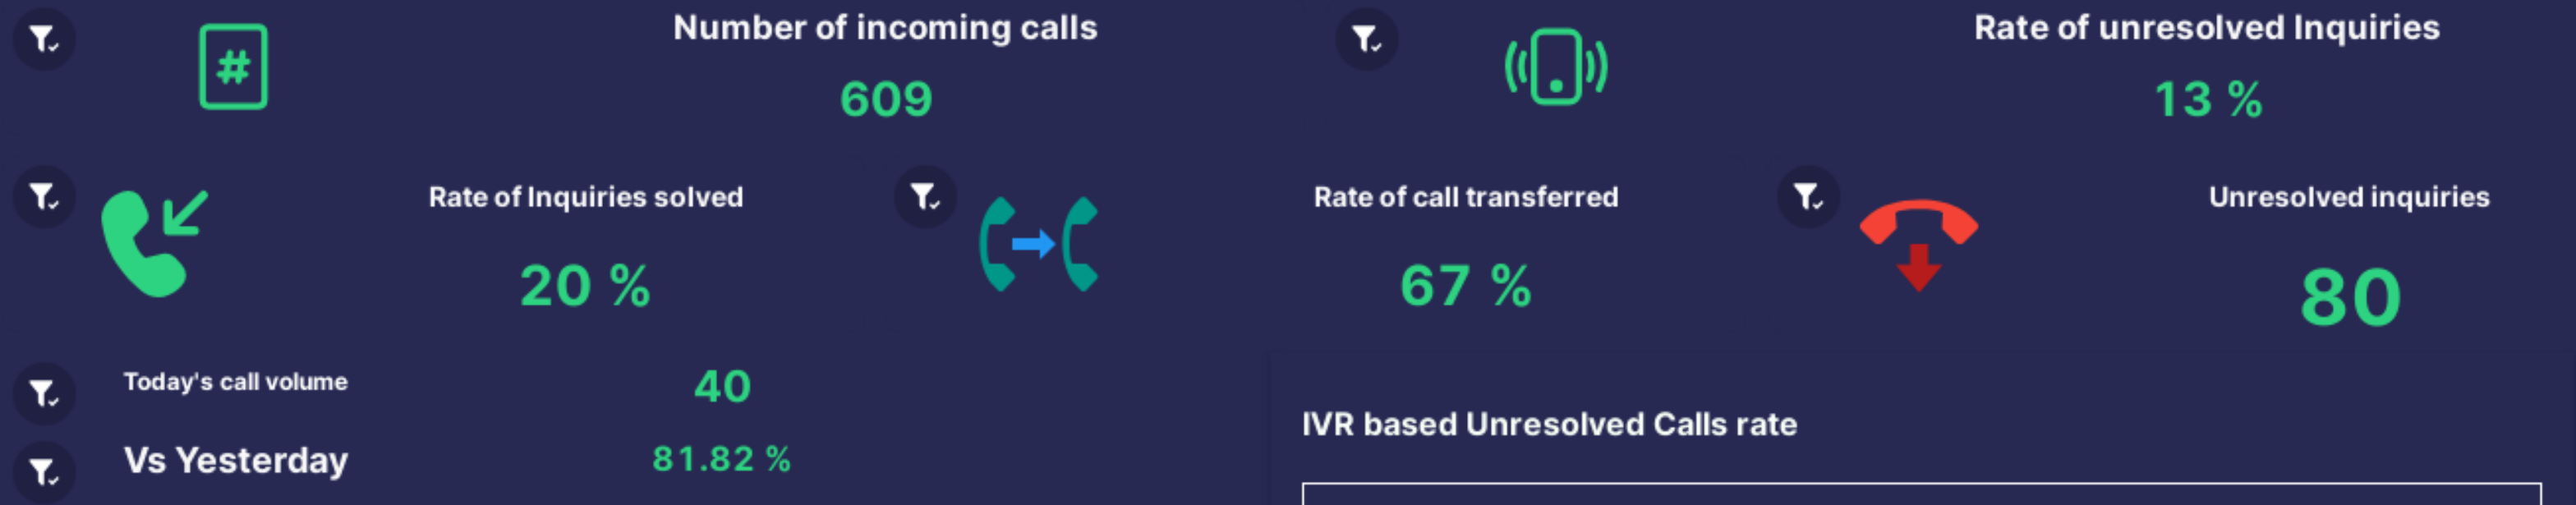 #
Number of incoming calls
609
Rate of unresolved Inquiries
13 %
Rate of Inquiries solved
20 %
Rate of call transferred
67 %
Unresolved inquiries
80
Today's call volume
40
Vs Yesterday
81.82 %
IVR based Unresolved Calls rate